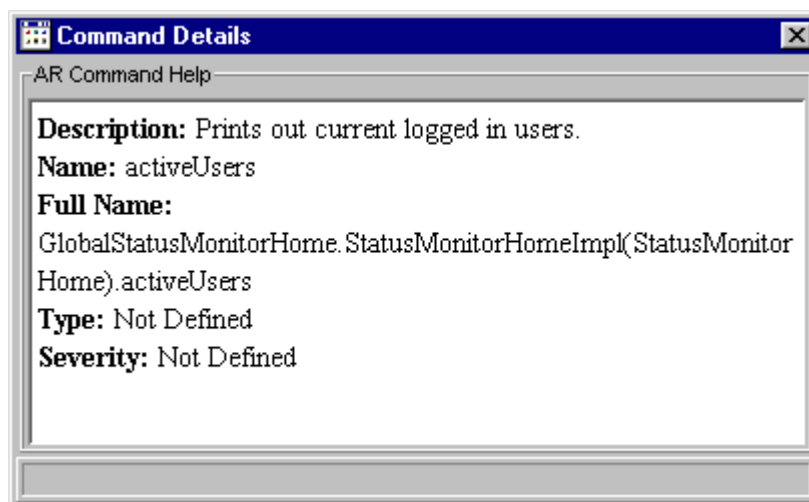 Command Details
AR Command Help
Description: Prints out current logged in users.
Name: activeUsers
Full Name:
GlobalStatusMonitorHome.StatusMonitorHomeImpl(StatusMonitor
Home).activeUsers
Type: Not Defined
Severity: Not Defined